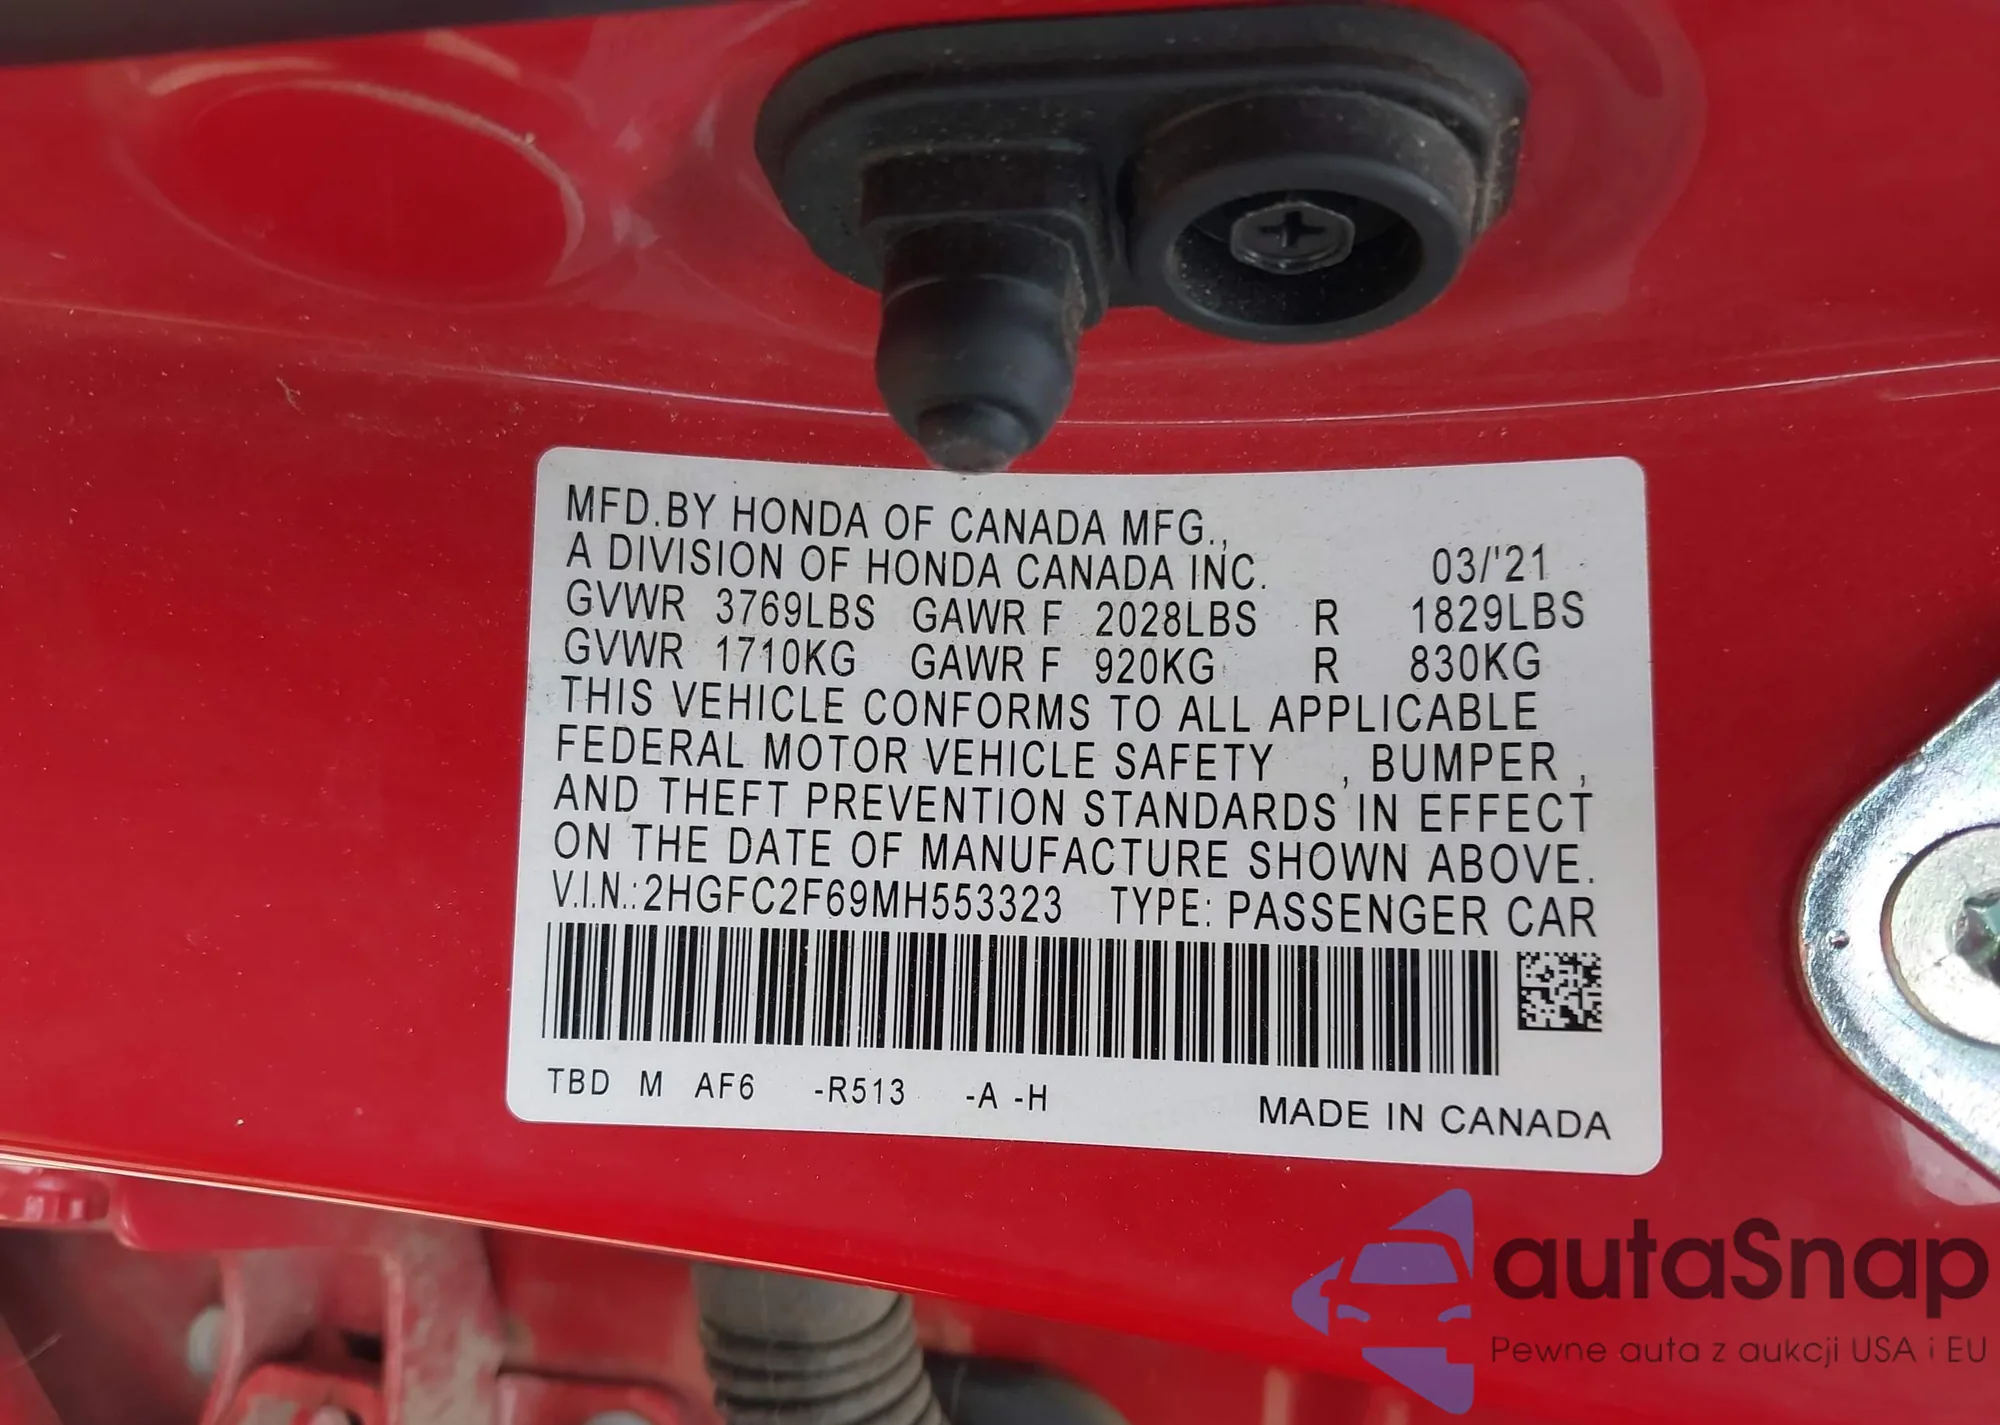 MFD.BY HONDA OF CANADA MFG.,
A DIVISION OF HONDA CANADA INC. 03/'21
GVWR 3769LBS GAWR F 2028LBS R 1829LBS
GVWR 1710KG GAWR F 920KG R 830KG
THIS VEHICLE CONFORMS TO ALL APPLICABLE
FEDERAL MOTOR VEHICLE SAFETY , BUMPER ,
AND THEFT PREVENTION STANDARDS IN EFFECT
ON THE DATE OF MANUFACTURE SHOWN ABOVE.
V.I.N.: 2HGFC2F69MH553323 TYPE: PASSENGER CAR
TBD M AF6 -R513 -A -H
MADE IN CANADA
autaSnap
Pewne auta z aukcji USA i EU